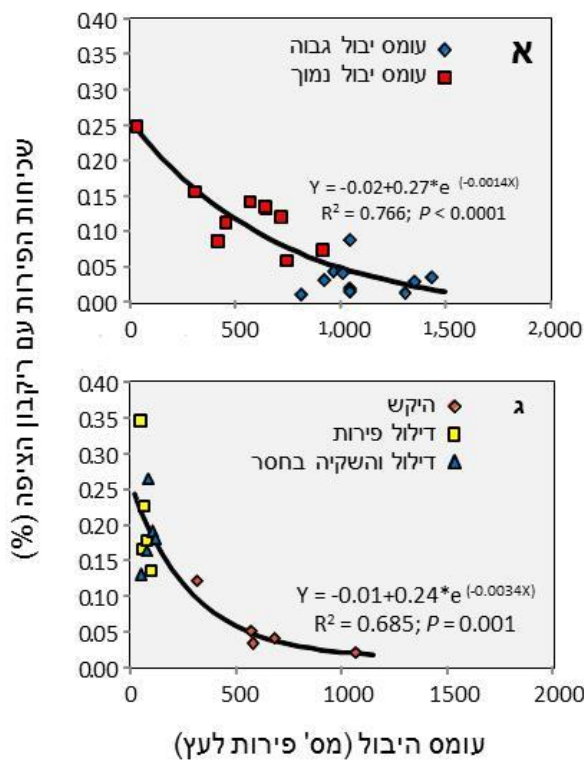 שכיחות הפירות עם ריקבון הציפה (%)
א
עומס יבול גבוה
עומס יבול נמוך
Y = -0.02+0.27*e (-0.0014X)
R² = 0.766; P < 0.0001
0.40
0.35
0.30
0.25
0.20
0.15
0.10
0.05
0.00
0 500 1,000 1,500 2,000
ג
היקש
דילול פירות
דילול והשקיה בחסר
Y = -0.01+0.24*e (-0.0034X)
R² = 0.685; P = 0.001
0.40
0.35
0.30
0.25
0.20
0.15
0.10
0.05
0.00
0 500 1000 1500 2000
עומס היבול (מס' פירות לעץ)